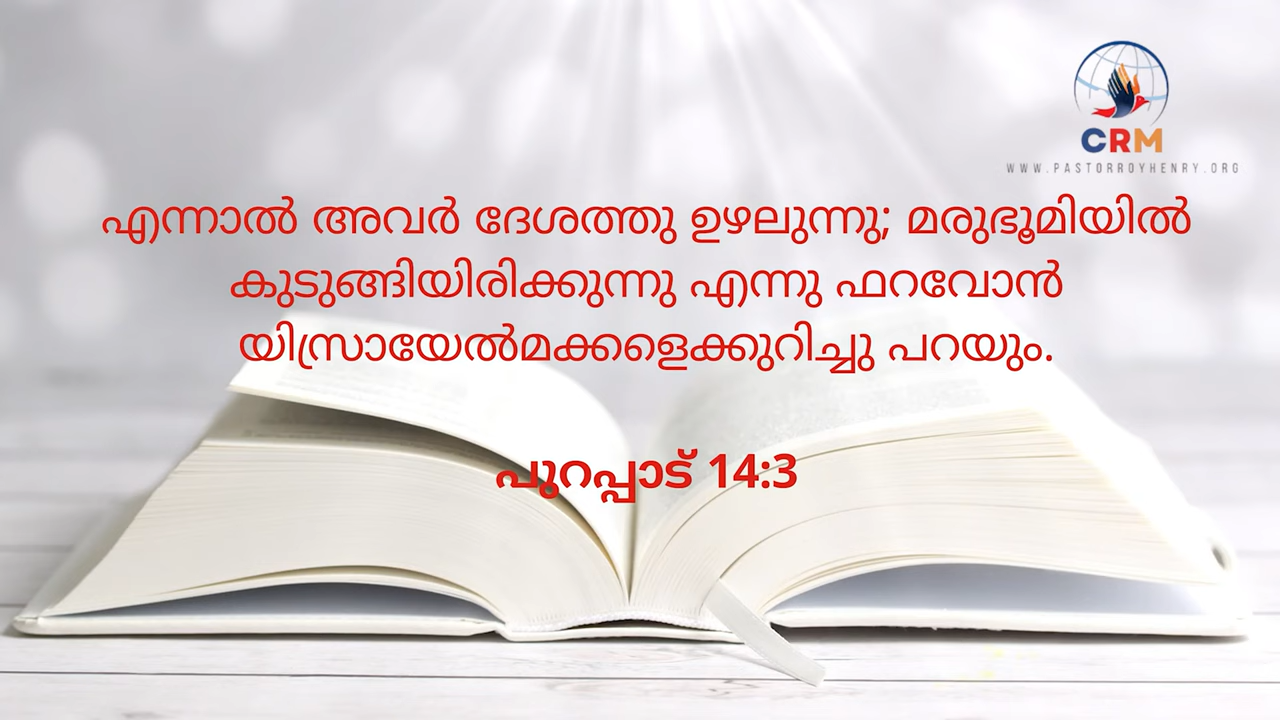 CRM
WWW.PASTORROYHENRY.ORG
എന്നാൽ അവർ ദേശത്തു ഉഴലുന്നു; മരുഭൂമിയിൽ
കുടുങ്ങിയിരിക്കുന്നു എന്നു ഫറവോൻ
യിസ്രായേൽമക്കളെക്കുറിച്ചു പറയും.
പുറപ്പാട് 14:3